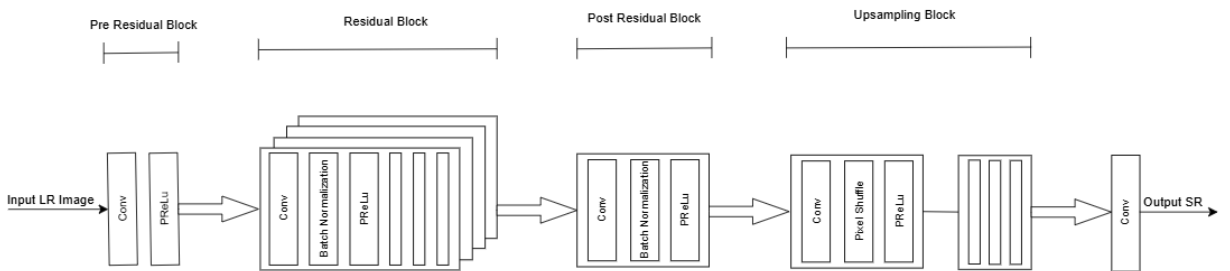 Pre Residual Block
Residual Block
Post Residual Block
Upsampling Block
Input LR Image
Conv
PReLu
Conv
Batch Normalization
PReLu
Conv
Batch Normalization
PReLu
Conv
Pixel Shuffle
PReLu
Conv
Output SR